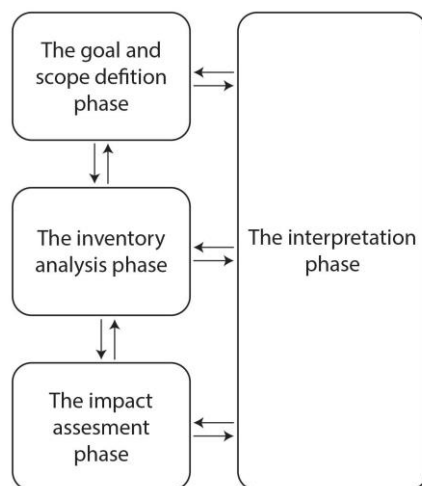 The goal and
scope defition
phase
The inventory
analysis phase
The interpretation
phase
The impact
assesment
phase